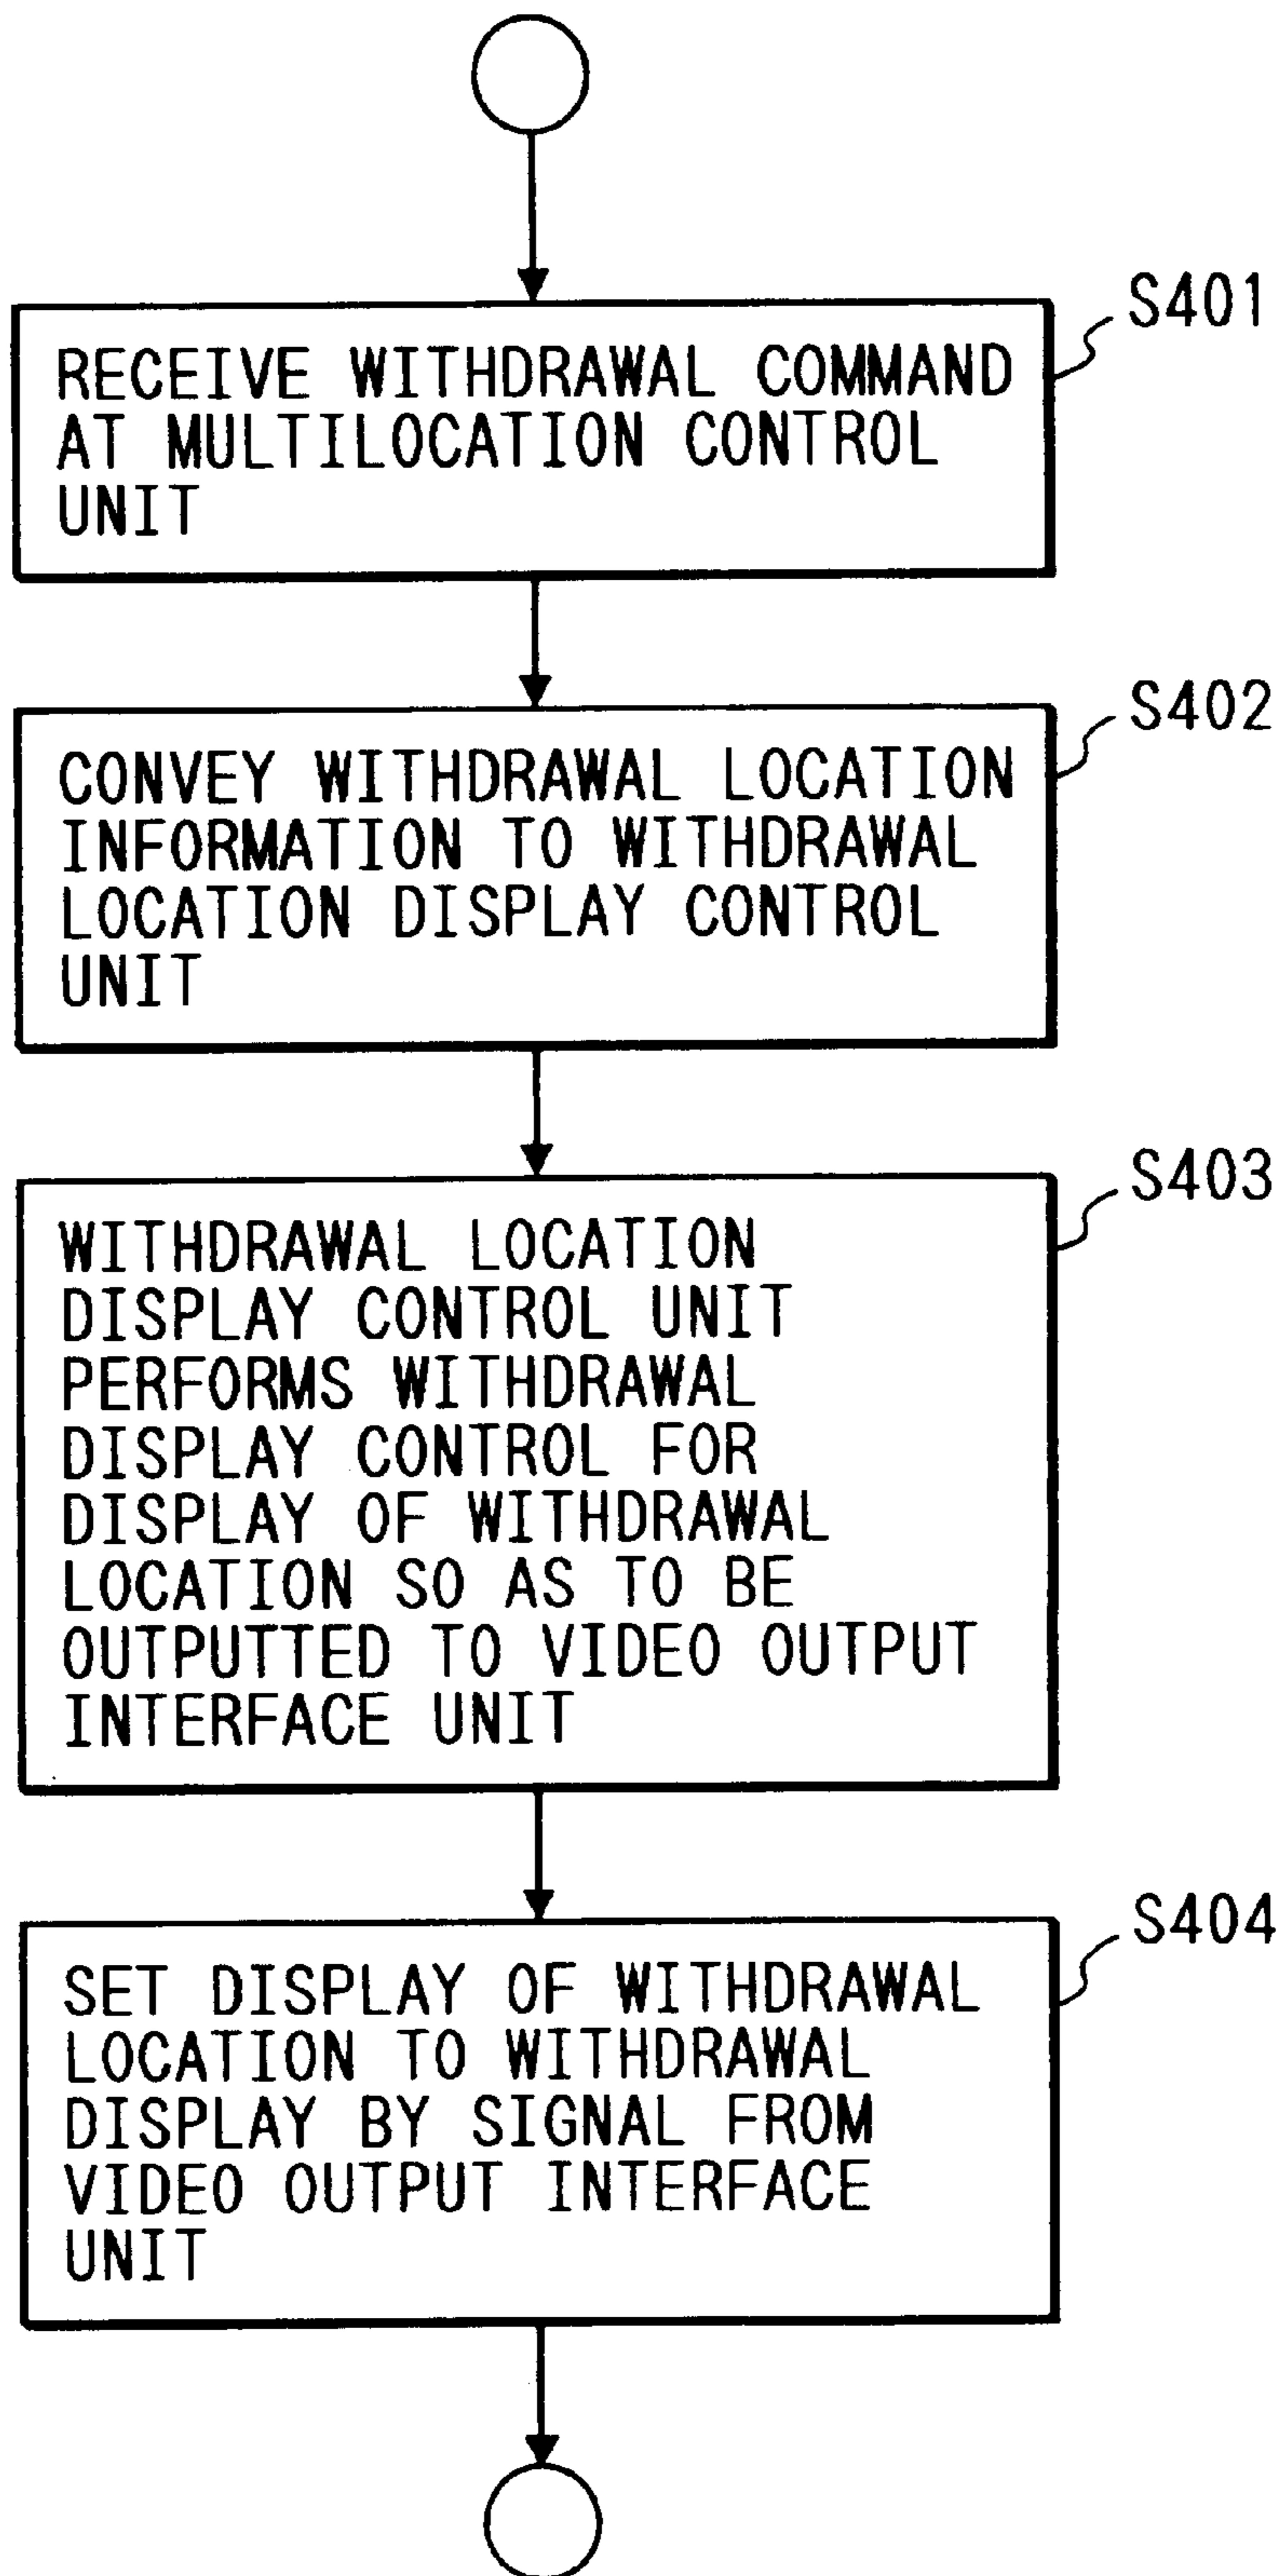 S401
RECEIVE WITHDRAWAL COMMAND
AT MULTILOCATION CONTROL
UNIT
S402
CONVEY WITHDRAWAL LOCATION
INFORMATION TO WITHDRAWAL
LOCATION DISPLAY CONTROL
UNIT
S403
WITHDRAWAL LOCATION
DISPLAY CONTROL UNIT
PERFORMS WITHDRAWAL
DISPLAY CONTROL FOR
DISPLAY OF WITHDRAWAL
LOCATION SO AS TO BE
OUTPUTTED TO VIDEO OUTPUT
INTERFACE UNIT
S404
SET DISPLAY OF WITHDRAWAL
LOCATION TO WITHDRAWAL
DISPLAY BY SIGNAL FROM
VIDEO OUTPUT INTERFACE
UNIT